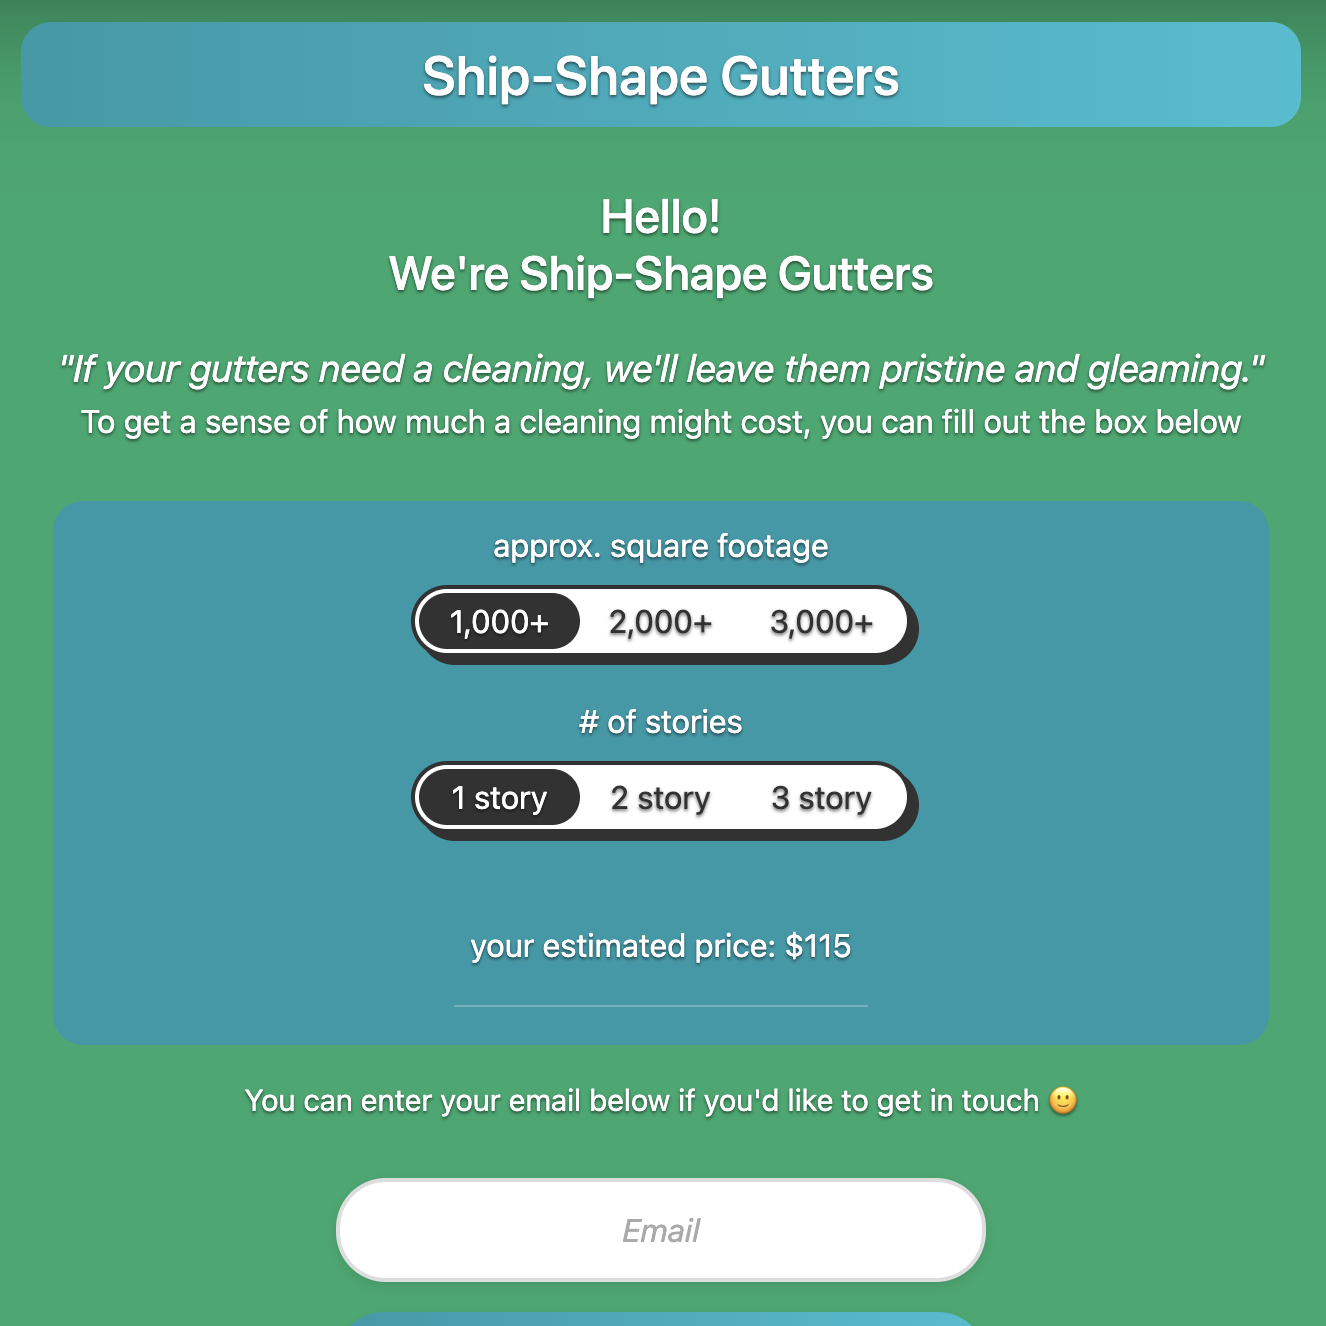 Ship-Shape Gutters
Hello!
We're Ship-Shape Gutters
"If your gutters need a cleaning, we'll leave them pristine and gleaming."
To get a sense of how much a cleaning might cost, you can fill out the box below
approx. square footage
1,000+ 2,000+ 3,000+
# of stories
1 story 2 story 3 story
your estimated price: $115
You can enter your email below if you'd like to get in touch 🙂
Email